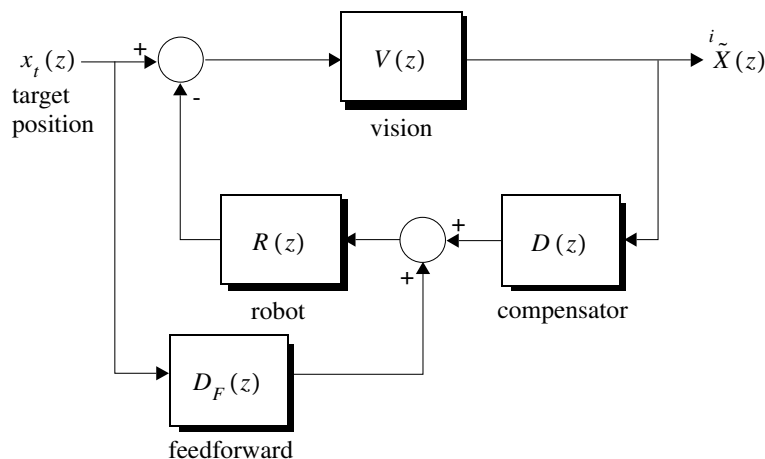 x_t(z)
target
position
+
-
V(z)
vision
i X̃(z)
R(z)
robot
+
+
D(z)
compensator
D_F(z)
feedforward